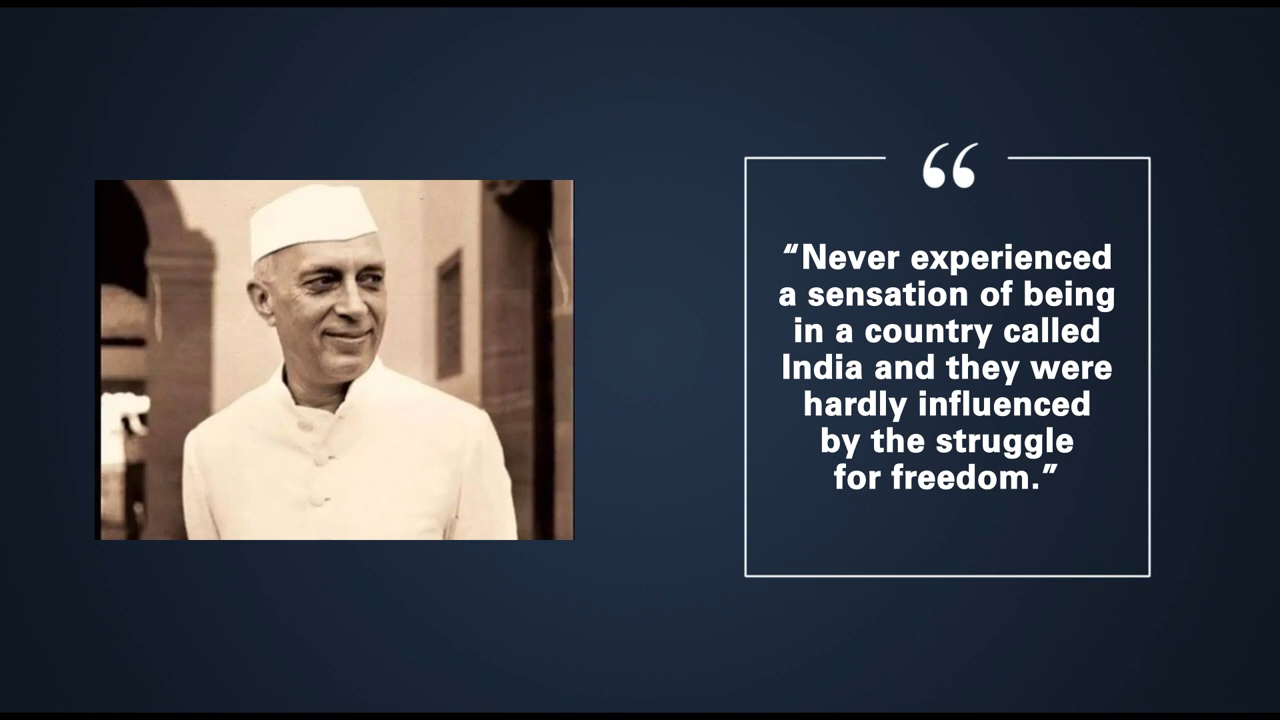 “
“Never experienced
a sensation of being
in a country called
India and they were
hardly influenced
by the struggle
for freedom.”